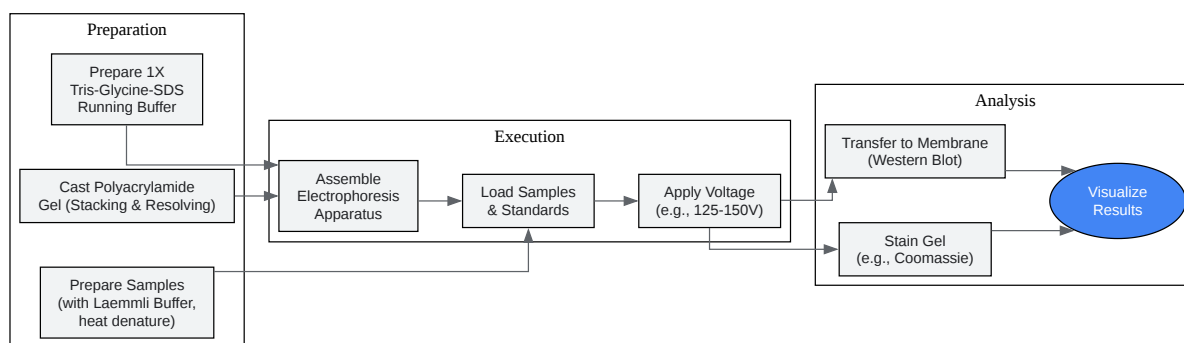 Preparation
Prepare 1X
Tris-Glycine-SDS
Running Buffer
Cast Polyacrylamide
Gel (Stacking & Resolving)
Prepare Samples
(with Laemmli Buffer,
heat denature)
Execution
Assemble
Electrophoresis
Apparatus
Load Samples
& Standards
Apply Voltage
(e.g., 125-150V)
Analysis
Transfer to Membrane
(Western Blot)
Stain Gel
(e.g., Coomassie)
Visualize
Results